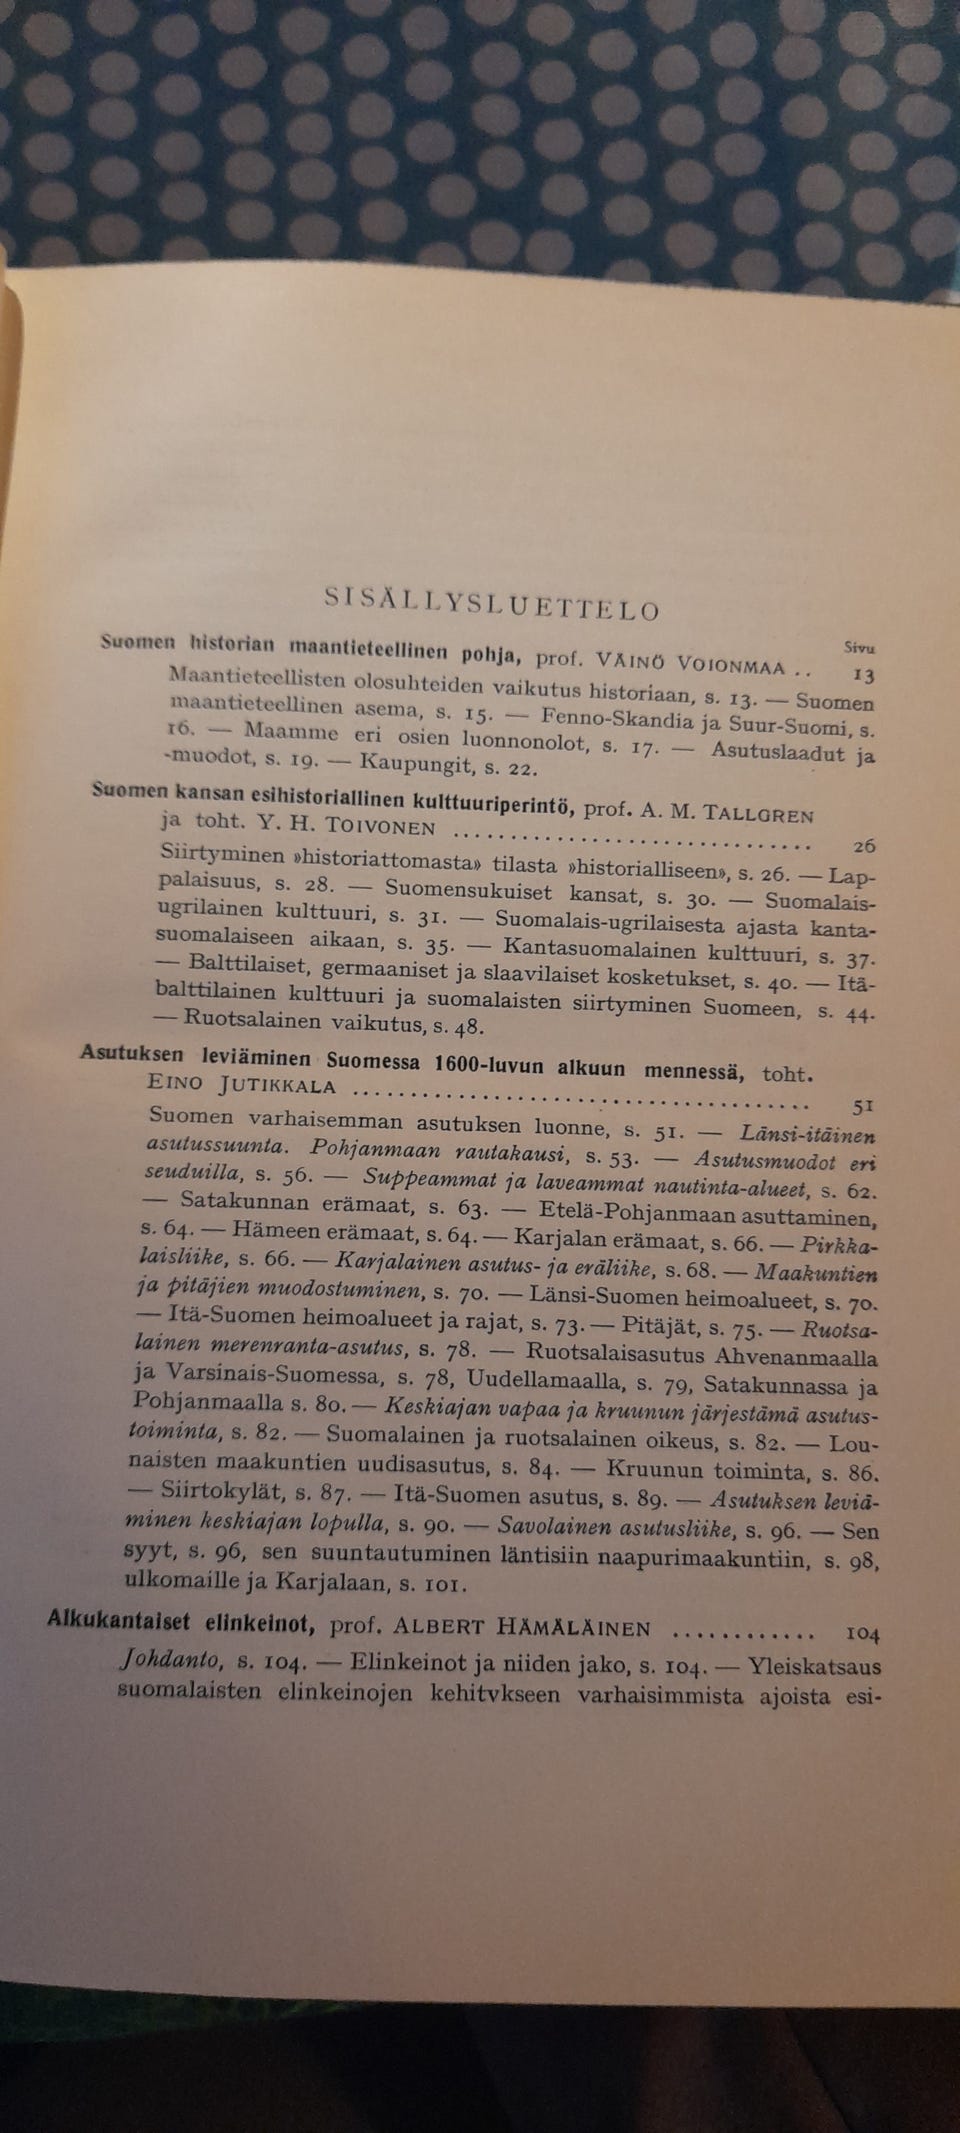 SISÄLLYSLUETTELO
Sivu
Suomen historian maantieteellinen pohja, prof. VÄINÖ VOIONMAA .. 13
Maantieteellisten olosuhteiden vaikutus historiaan, s. 13. — Suomen
maantieteellinen asema, s. 15. — Fenno-Skandia ja Suur-Suomi, s.
16. — Maamme eri osien luonnonolot, s. 17. — Asutuslaadut ja
-muodot, s. 19. — Kaupungit, s. 22.
Suomen kansan esihistoriallinen kulttuuriperintö, prof. A. M. TALLGREN
ja toht. Y. H. TOIVONEN ................................ 26
Siirtyminen »historiattomasta» tilasta »historialliseen», s. 26. — Lap-
palaisuus, s. 28. — Suomensukuiset kansat, s. 30. — Suomalais-
ugrilainen kulttuuri, s. 31. — Suomalais-ugrilaisesta ajasta kanta-
suomalaiseen aikaan, s. 35. — Kantasuomalainen kulttuuri, s. 37.
— Balttilaiset, germaaniset ja slaavilaiset kosketukset, s. 40. — Itä-
balttilainen kulttuuri ja suomalaisten siirtyminen Suomeen, s. 44.
— Ruotsalainen vaikutus, s. 48.
Asutuksen leviäminen Suomessa 1600-luvun alkuun mennessä, toht.
EINO JUTIKKALA ........................................ 51
Suomen varhaisemman asutuksen luonne, s. 51. — Länsi-itäinen
asutussuunta. Pohjanmaan rautakausi, s. 53. — Asutusmuodot eri
seuduilla, s. 56. — Suppeammat ja laveammat nautinta-alueet, s. 62.
— Satakunnan erämaat, s. 63. — Etelä-Pohjanmaan asuttaminen,
s. 64. — Hämeen erämaat, s. 64. — Karjalan erämaat, s. 66. — Pirkka-
laisliike, s. 66. — Karjalainen asutus- ja eräliike, s. 68. — Maakuntien
ja pitäjien muodostuminen, s. 70. — Länsi-Suomen heimoalueet, s. 70.
— Itä-Suomen heimoalueet ja rajat, s. 73. — Pitäjät, s. 75. — Ruotsa-
lainen merenranta-asutus, s. 78. — Ruotsalaisasutus Ahvenanmaalla
ja Varsinais-Suomessa, s. 78, Uudellamaalla, s. 79, Satakunnassa ja
Pohjanmaalla s. 80. — Keskiajan vapaa ja kruunun järjestämä asutus-
toiminta, s. 82. — Suomalainen ja ruotsalainen oikeus, s. 82. — Lou-
naisten maakuntien uudisasutus, s. 84. — Kruunun toiminta, s. 86.
— Siirtokylät, s. 87. — Itä-Suomen asutus, s. 89. — Asutuksen leviä-
minen keskiajan lopulla, s. 90. — Savolainen asutusliike, s. 96. — Sen
syyt, s. 96, sen suuntautuminen läntisiin naapurimaakuntiin, s. 98,
ulkomaille ja Karjalaan, s. 101.
Alkukantaiset elinkeinot, prof. ALBERT HÄMÄLÄINEN ............ 104
Johdanto, s. 104. — Elinkeinot ja niiden jako, s. 104. — Yleiskatsaus
suomalaisten elinkeinojen kehitykseen varhaisimmista ajoista esi-